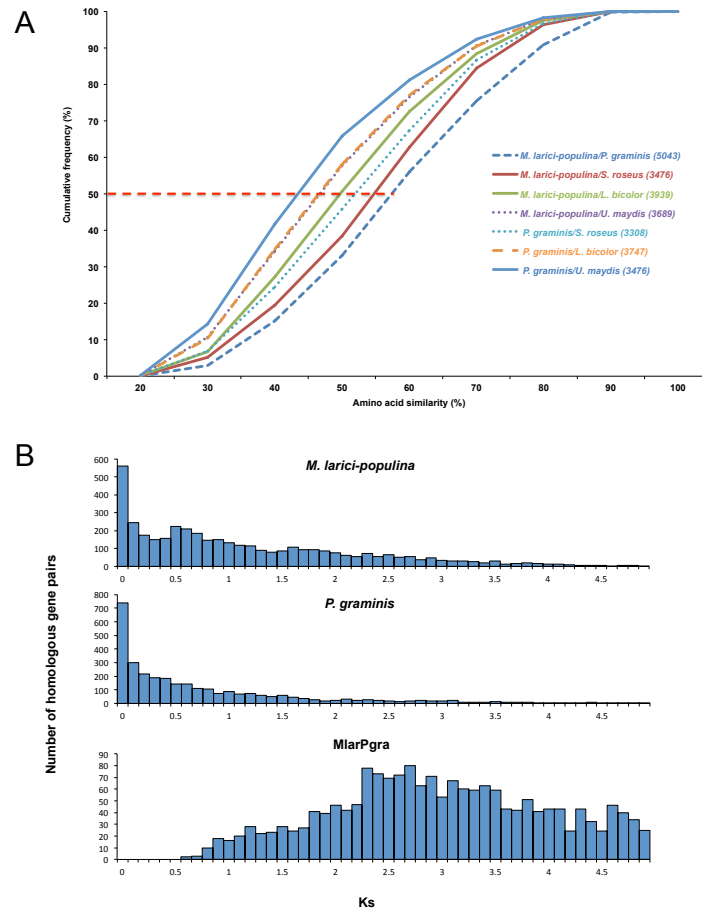 A
Cumulative frequency (%)
100
90
80
70
60
50
40
30
20
10
0
M. larici-populina/P. graminis (5043)
M. larici-populina/S. roseus (3476)
M. larici-populina/L. bicolor (3939)
M. larici-populina/U. maydis (3689)
P. graminis/S. roseus (3308)
P. graminis/L. bicolor (3747)
P. graminis/U. maydis (3476)
20 30 40 50 60 70 80 90 100
Amino acid similarity (%)
B
Number of homologous gene pairs
M. larici-populina
600
500
400
300
200
100
0
0 0.5 1 1.5 2 2.5 3 3.5 4 4.5
P. graminis
800
700
600
500
400
300
200
100
0
0 0.5 1 1.5 2 2.5 3 3.5 4 4.5
MlarPgra
90
80
70
60
50
40
30
20
10
0
0 0.5 1 1.5 2 2.5 3 3.5 4 4.5
Ks